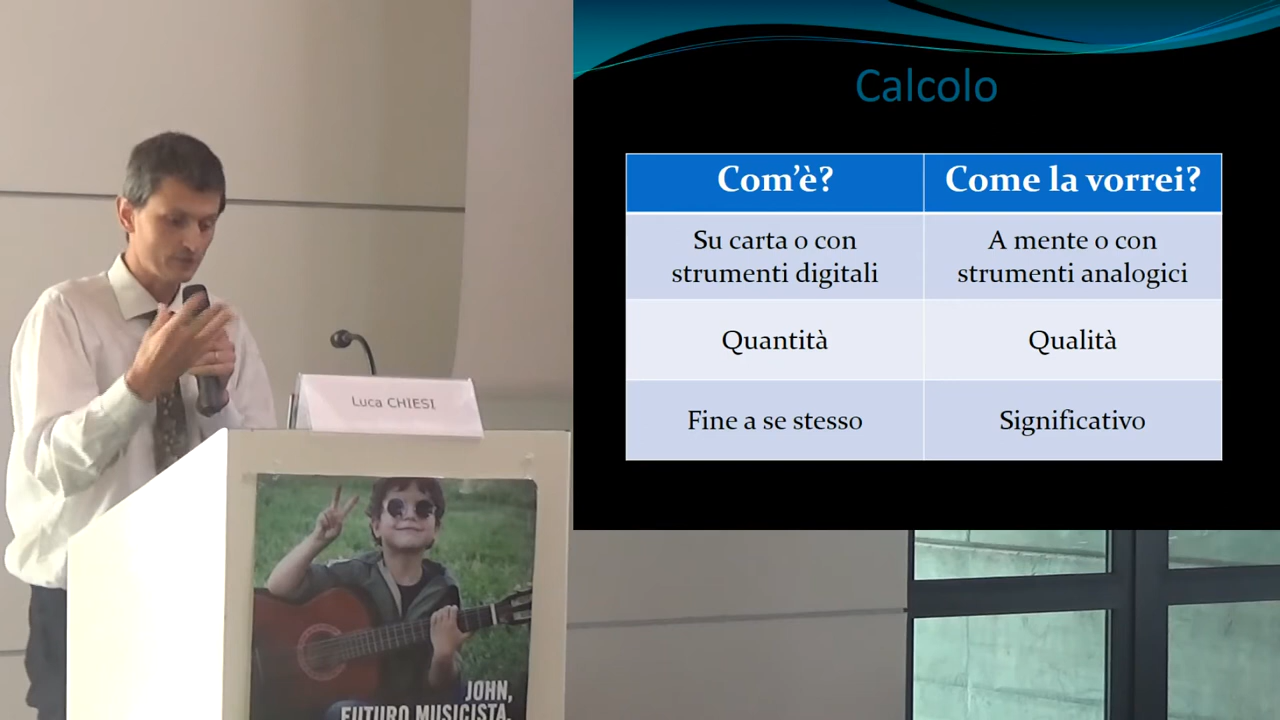 Calcolo
Com'è? Come la vorrei?
Su carta o con
strumenti digitali
A mente o con
strumenti analogici
Quantità Qualità
Fine a se stesso Significativo
Luca CHIESI
JOHN,
FUTURO MUSICISTA.